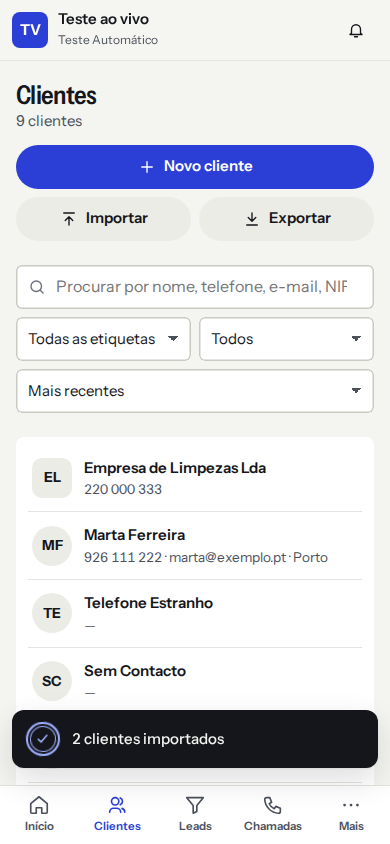 TV
Teste ao vivo
Teste Automático
Clientes
9 clientes
Novo cliente
Importar
Exportar
Procurar por nome, telefone, e-mail, NIF
Todas as etiquetas
Todos
Mais recentes
EL
Empresa de Limpezas Lda
220 000 333
MF
Marta Ferreira
926 111 222 · marta@exemplo.pt · Porto
TE
Telefone Estranho
—
SC
Sem Contacto
—
2 clientes importados
Início
Clientes
Leads
Chamadas
Mais